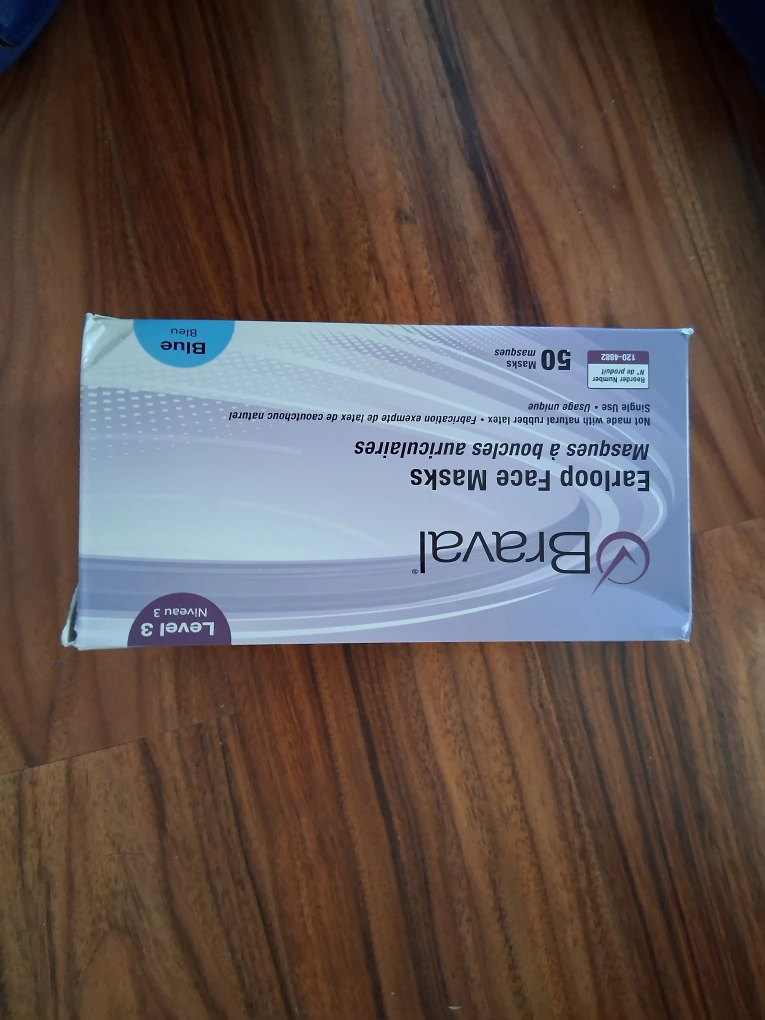 Level 3
Niveau 3
Braval®
Earloop Face Masks
Masques à boucles auriculaires
Not made with natural rubber latex • Fabrication exempte de latex de caoutchouc naturel
Single Use • Usage unique
Reorder Number
N° de produit
120-4882
50 Masks
masques
Blue
Bleu